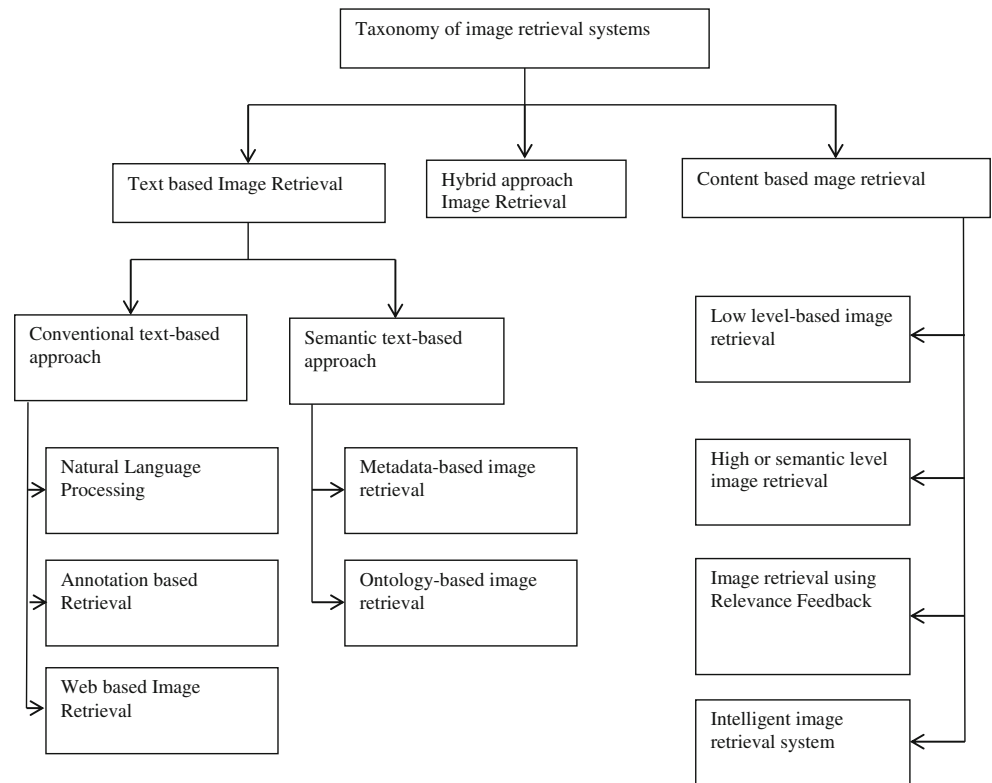 Taxonomy of image retrieval systems
Text based Image Retrieval
Hybrid approach
Image Retrieval
Content based mage retrieval
Conventional text-based
approach
Semantic text-based
approach
Low level-based image
retrieval
Natural Language
Processing
Metadata-based image
retrieval
High or semantic level
image retrieval
Annotation based
Retrieval
Ontology-based image
retrieval
Image retrieval using
Relevance Feedback
Web based Image
Retrieval
Intelligent image
retrieval system